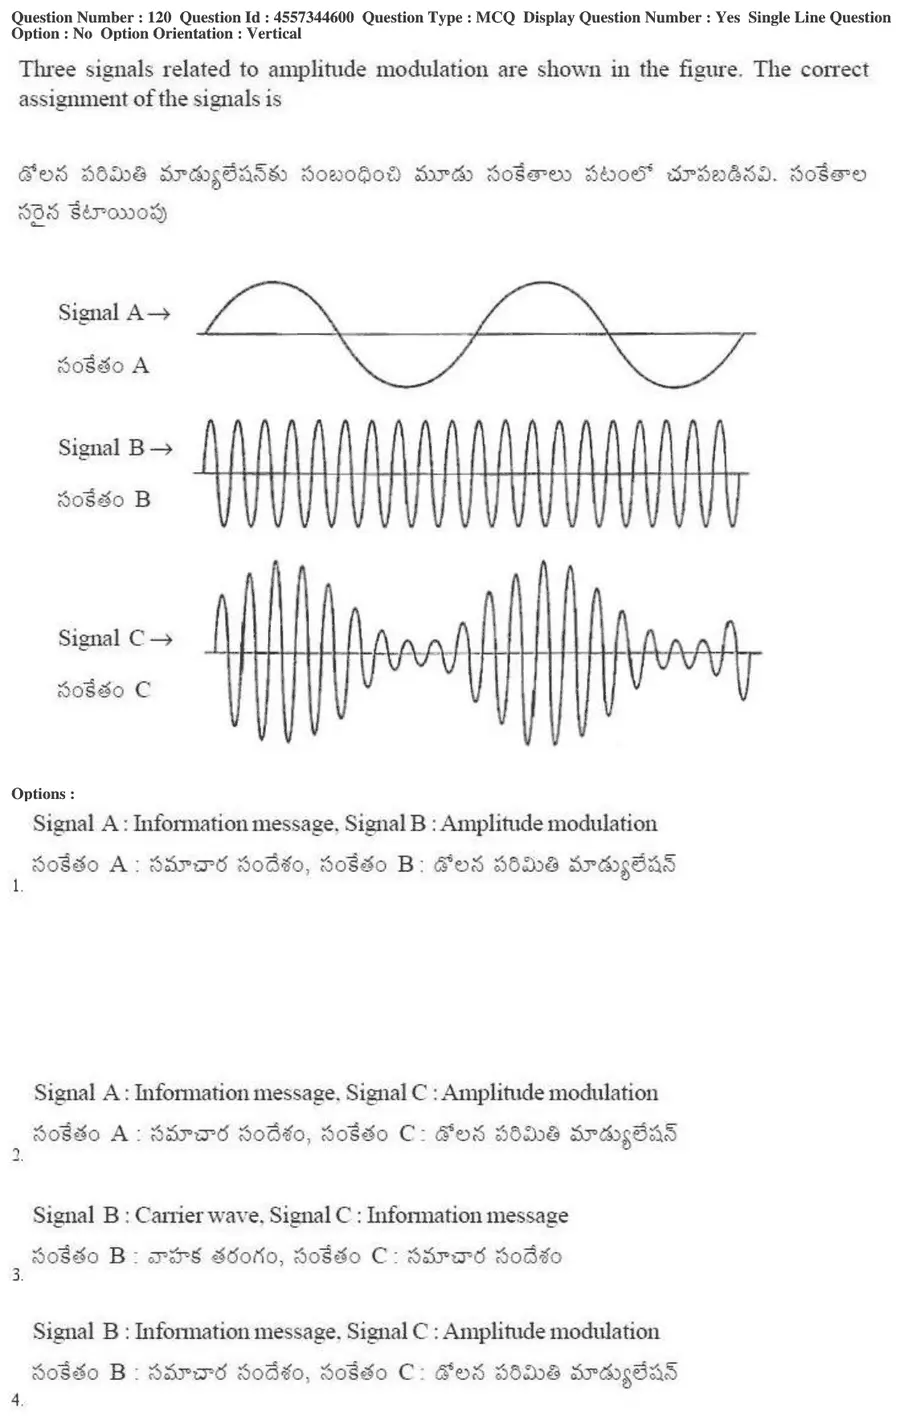 Question Number : 120 Question Id : 4557344600 Question Type : MCQ Display Question Number : Yes Single Line Question
Option : No Option Orientation : Vertical
Three signals related to amplitude modulation are shown in the figure. The correct
assignment of the signals is
డోలన పరిమితి మాడ్యులేషన్‌కు సంబంధించి మూడు సంకేతాలు పటంలో చూపబడినవి. సంకేతాల
సరైన కేటాయింపు
Signal A→
సంకేతం A
Signal B→
సంకేతం B
Signal C→
సంకేతం C
Options :
Signal A : Information message, Signal B : Amplitude modulation
సంకేతం A : సమాచార సందేశం, సంకేతం B : డోలన పరిమితి మాడ్యులేషన్
1.
Signal A : Information message, Signal C : Amplitude modulation
సంకేతం A : సమాచార సందేశం, సంకేతం C : డోలన పరిమితి మాడ్యులేషన్
2.
Signal B : Carrier wave, Signal C : Information message
సంకేతం B : వాహక తరంగం, సంకేతం C : సమాచార సందేశం
3.
Signal B : Information message, Signal C : Amplitude modulation
సంకేతం B : సమాచార సందేశం, సంకేతం C : డోలన పరిమితి మాడ్యులేషన్
4.